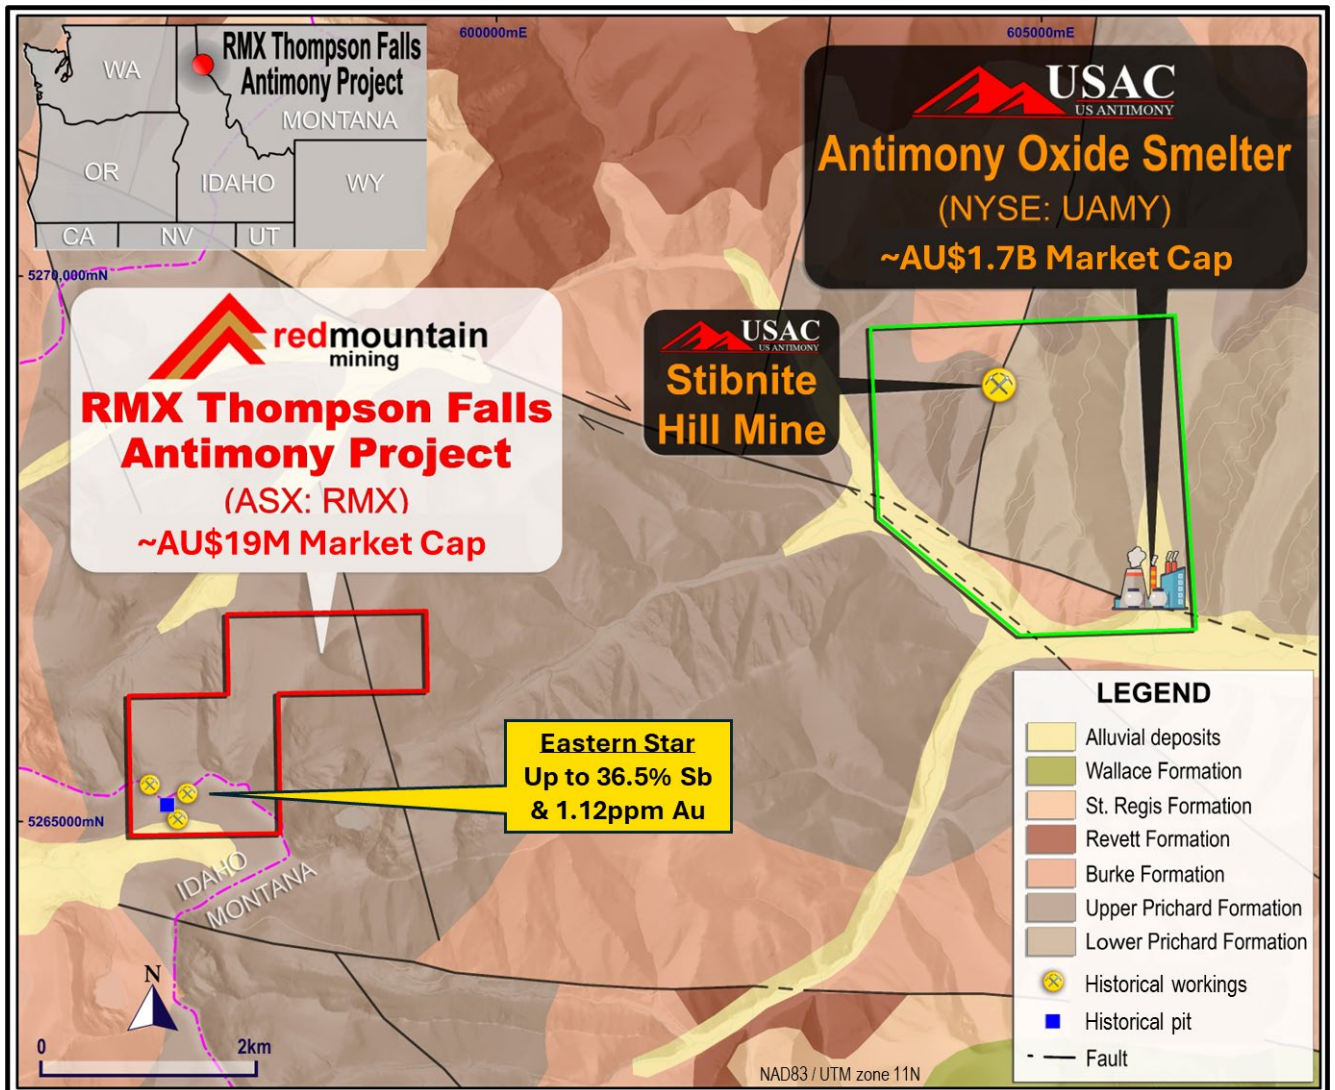 600000mE
605000mE
RMX Thompson Falls
Antimony Project
WA
MONTANA
OR
IDAHO
WY
CA
NV
UT
USAC
US ANTIMONY
Antimony Oxide Smelter
(NYSE: UAMY)
~AU$1.7B Market Cap
5270,000mN
redmountain
mining
RMX Thompson Falls
Antimony Project
(ASX: RMX)
~AU$19M Market Cap
USAC
US ANTIMONY
Stibnite
Hill Mine
Eastern Star
Up to 36.5% Sb
& 1.12ppm Au
5265000mN
IDAHO
MONTANA
LEGEND
Alluvial deposits
Wallace Formation
St. Regis Formation
Revett Formation
Burke Formation
Upper Prichard Formation
Lower Prichard Formation
Historical workings
Historical pit
Fault
N
0
2km
NAD83 / UTM zone 11N